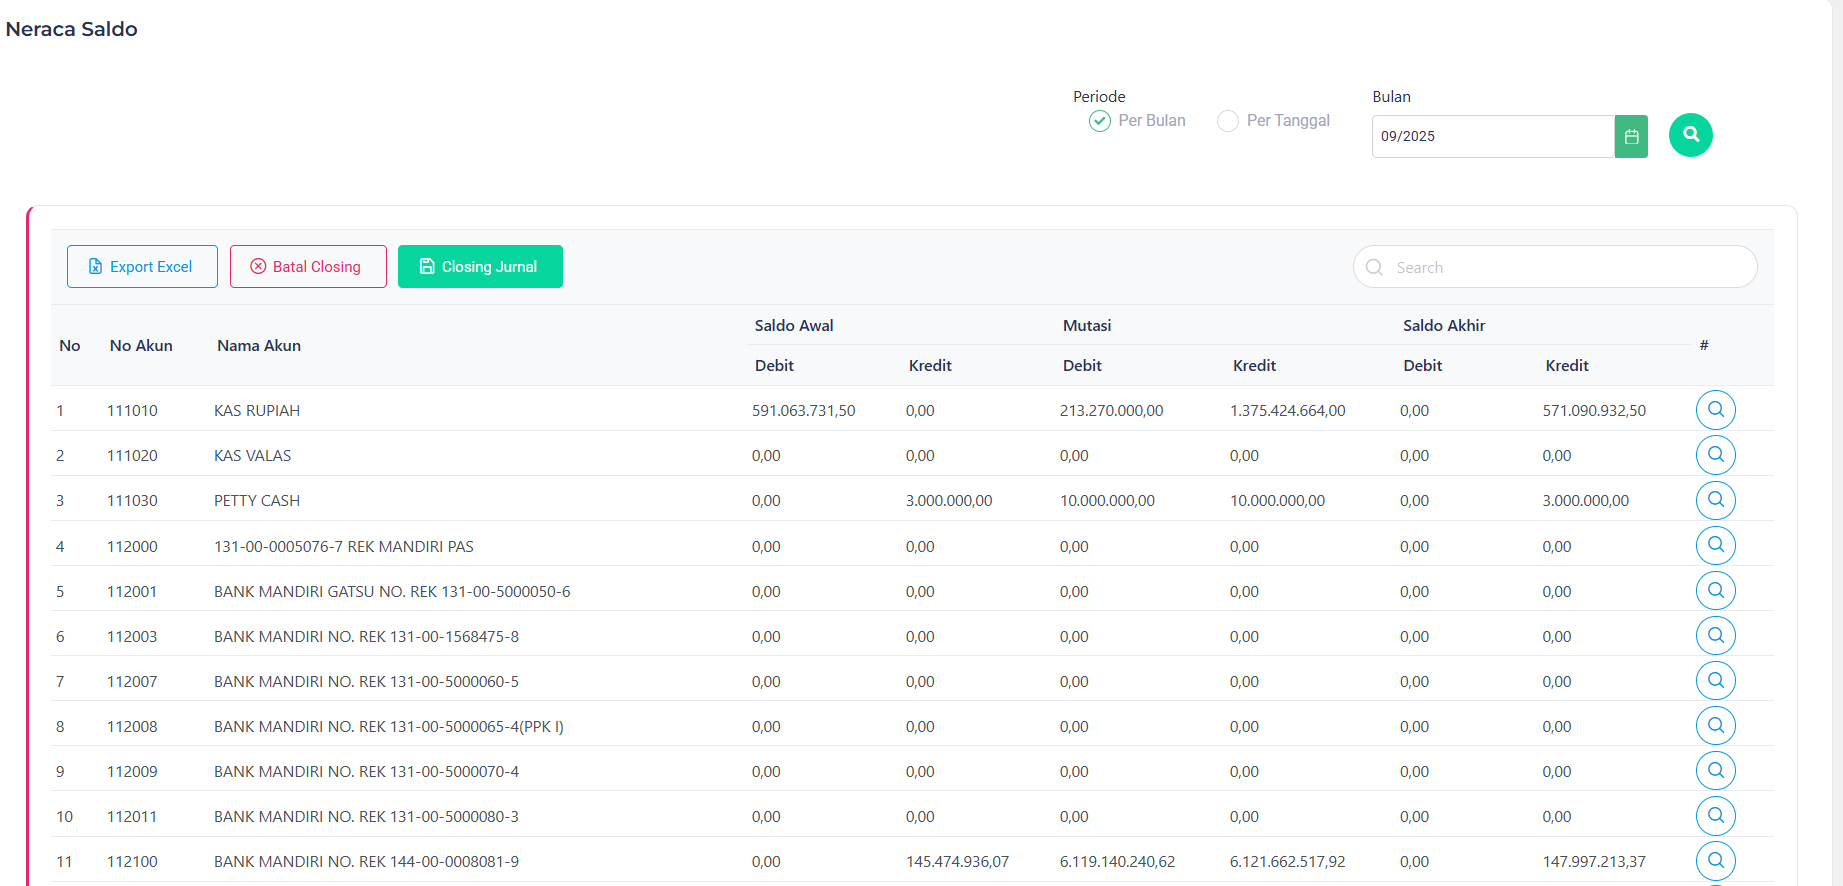 Neraca Saldo
Periode
Per Bulan Per Tanggal
Bulan
09/2025
Export Excel Batal Closing Closing Jurnal Search
No No Akun Nama Akun Saldo Awal Mutasi Saldo Akhir #
Debit Kredit Debit Kredit Debit Kredit
1 111010 KAS RUPIAH 591.063.731,50 0,00 213.270.000,00 1.375.424.664,00 0,00 571.090.932,50
2 111020 KAS VALAS 0,00 0,00 0,00 0,00 0,00 0,00
3 111030 PETTY CASH 0,00 3.000.000,00 10.000.000,00 10.000.000,00 0,00 3.000.000,00
4 112000 131-00-0005076-7 REK MANDIRI PAS 0,00 0,00 0,00 0,00 0,00 0,00
5 112001 BANK MANDIRI GATSU NO. REK 131-00-5000050-6 0,00 0,00 0,00 0,00 0,00 0,00
6 112003 BANK MANDIRI NO. REK 131-00-1568475-8 0,00 0,00 0,00 0,00 0,00 0,00
7 112007 BANK MANDIRI NO. REK 131-00-5000060-5 0,00 0,00 0,00 0,00 0,00 0,00
8 112008 BANK MANDIRI NO. REK 131-00-5000065-4(PPK I) 0,00 0,00 0,00 0,00 0,00 0,00
9 112009 BANK MANDIRI NO. REK 131-00-5000070-4 0,00 0,00 0,00 0,00 0,00 0,00
10 112011 BANK MANDIRI NO. REK 131-00-5000080-3 0,00 0,00 0,00 0,00 0,00 0,00
11 112100 BANK MANDIRI NO. REK 144-00-0008081-9 0,00 145.474.936,07 6.119.140.240,62 6.121.662.517,92 0,00 147.997.213,37